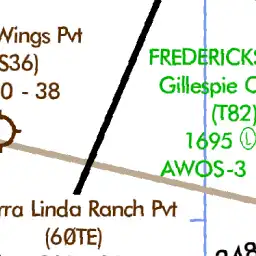 Wings Pvt
S36)
0 - 38
FREDERICKS
Gillespie C
(T82)
1695 Ⓛ
AWOS-3
rra Linda Ranch Pvt
(60TE)